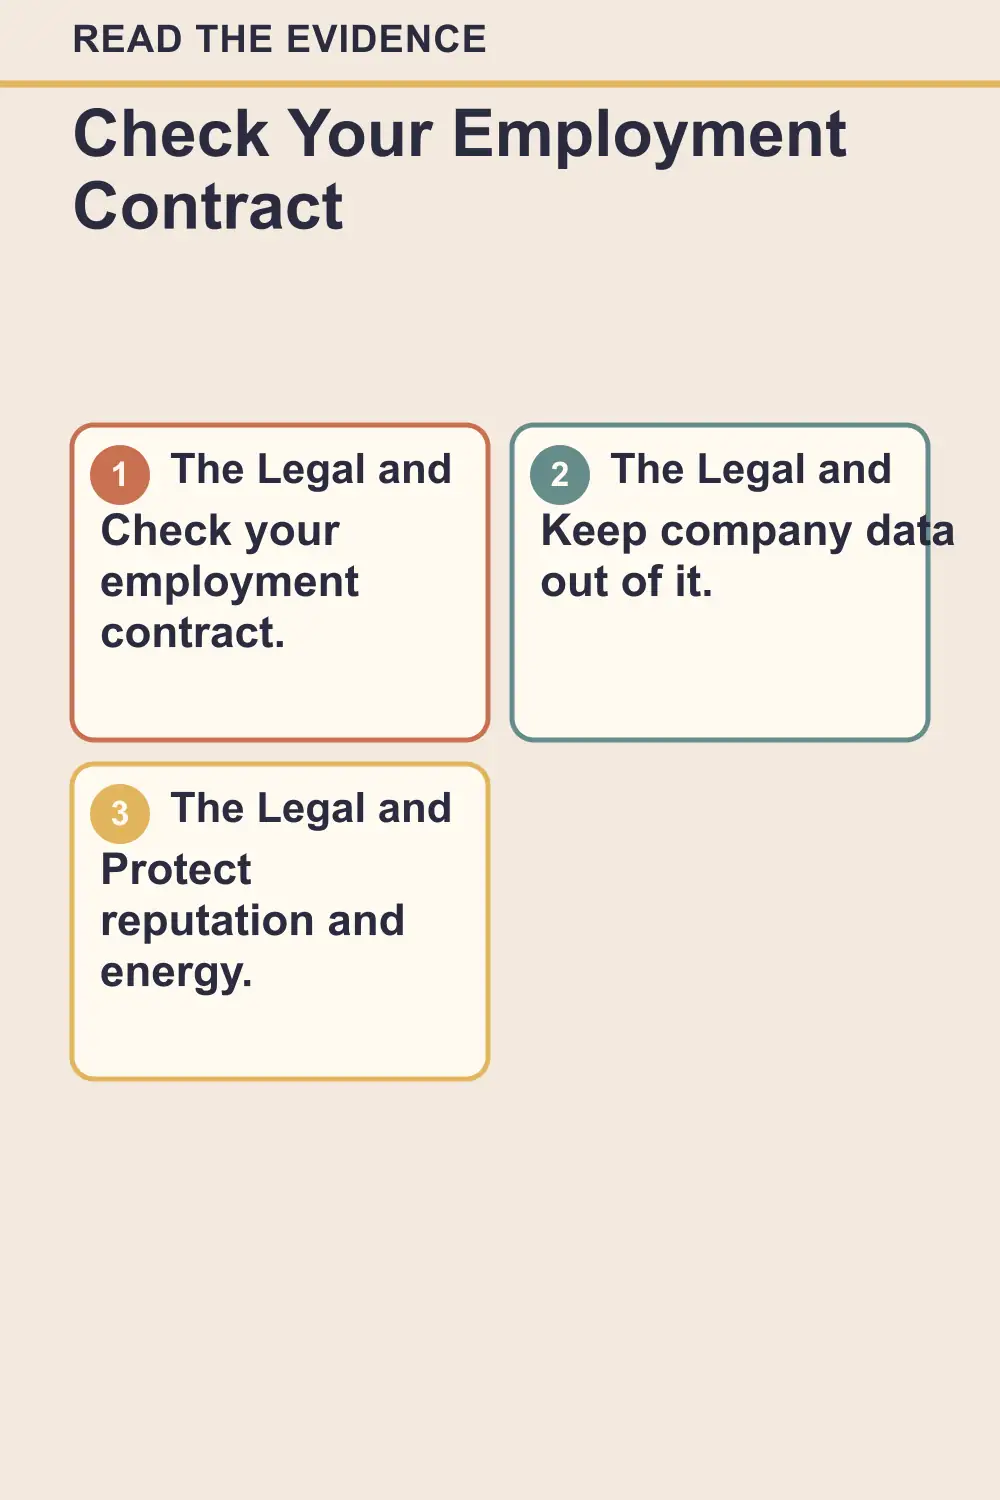 READ THE EVIDENCE
Check Your Employment
Contract
1 The Legal and
Check your
employment
contract.
2 The Legal and
Keep company data
out of it.
3 The Legal and
Protect
reputation and
energy.